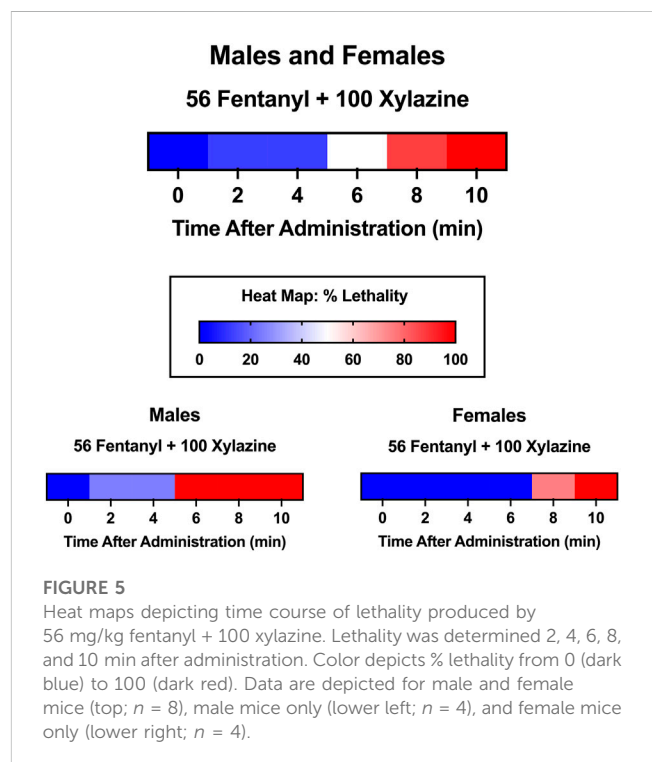 Males and Females
56 Fentanyl + 100 Xylazine
0 2 4 6 8 10
Time After Administration (min)
Heat Map: % Lethality
0 20 40 60 80 100
Males
56 Fentanyl + 100 Xylazine
0 2 4 6 8 10
Time After Administration (min)
Females
56 Fentanyl + 100 Xylazine
0 2 4 6 8 10
Time After Administration (min)
FIGURE 5
Heat maps depicting time course of lethality produced by
56 mg/kg fentanyl + 100 xylazine. Lethality was determined 2, 4, 6, 8,
and 10 min after administration. Color depicts % lethality from 0 (dark
blue) to 100 (dark red). Data are depicted for male and female
mice (top; n = 8), male mice only (lower left; n = 4), and female mice
only (lower right; n = 4).